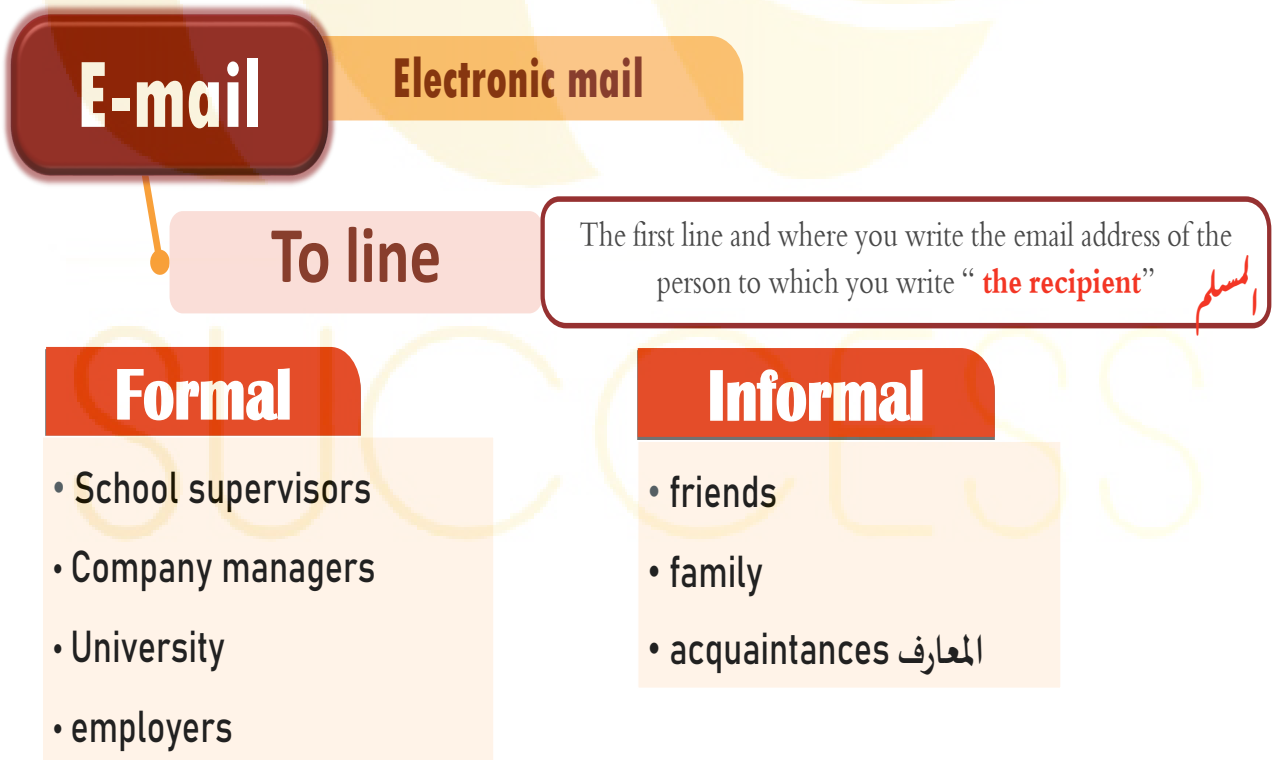 E-mail
Electronic mail
To line
The first line and where you write the email address of the
person to which you write “ the recipient”
المستلم
Formal
• School supervisors
• Company managers
• University
• employers
Informal
• friends
• family
• acquaintances المعارف
SUCCESS